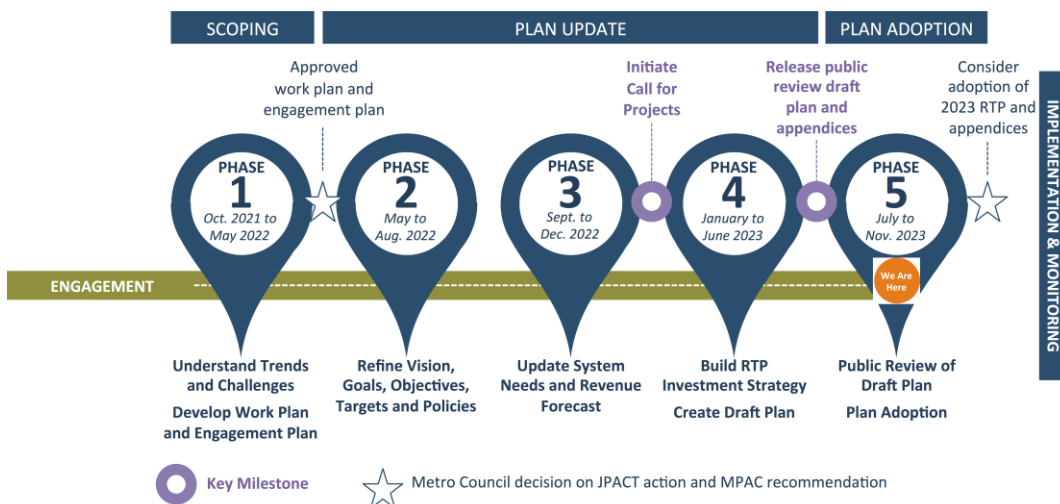 SCOPING
PLAN UPDATE
PLAN ADOPTION
Approved
work plan and
engagement plan
Initiate
Call for
Projects
Release public
review draft
plan and
appendices
Consider
adoption of
2023 RTP and
appendices
IMPLEMENTATION & MONITORING
PHASE
1
Oct. 2021 to
May 2022
PHASE
2
May to
Aug. 2022
PHASE
3
Sept. to
Dec. 2022
PHASE
4
January to
June 2023
PHASE
5
July to
Nov. 2023
ENGAGEMENT
We Are
Here
Understand Trends
and Challenges
Develop Work Plan
and Engagement Plan
Refine Vision,
Goals, Objectives,
Targets and Policies
Update System
Needs and Revenue
Forecast
Build RTP
Investment Strategy
Create Draft Plan
Public Review of
Draft Plan
Plan Adoption
Key Milestone
Metro Council decision on JPACT action and MPAC recommendation